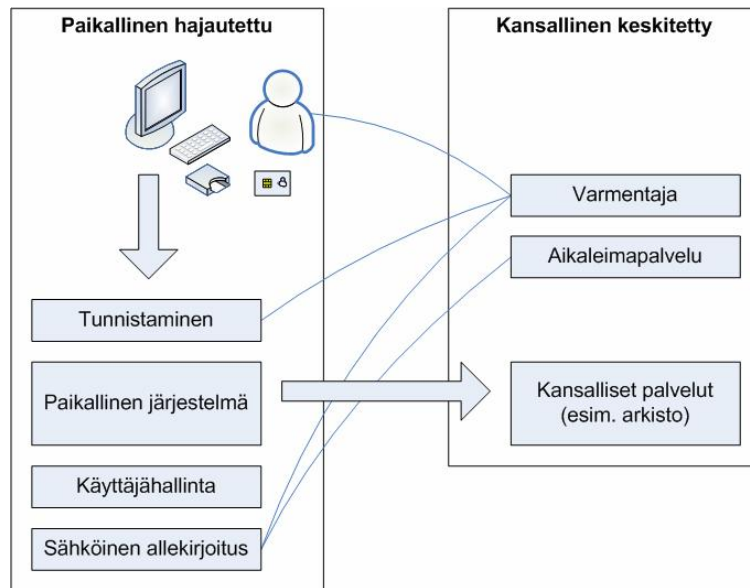 Paikallinen hajautettu
Kansallinen keskitetty
Varmentaja
Aikaleimapalvelu
Tunnistaminen
Paikallinen järjestelmä
Kansalliset palvelut
(esim. arkisto)
Käyttäjähallinta
Sähköinen allekirjoitus